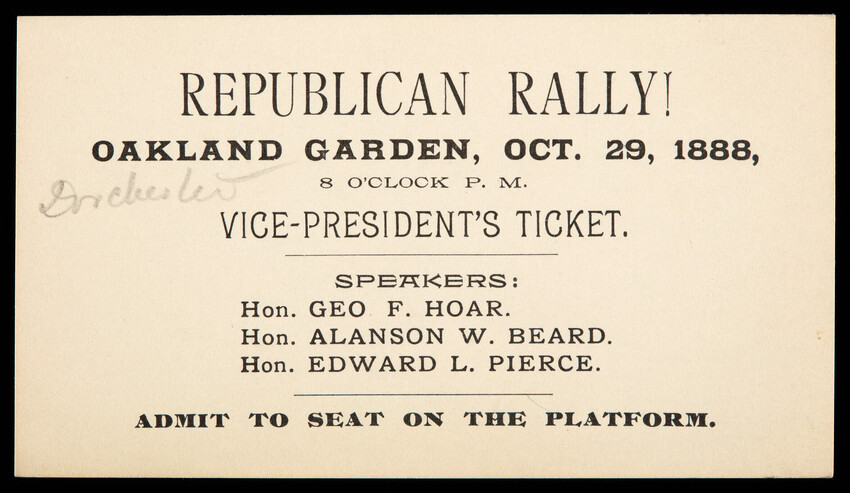 REPUBLICAN RALLY!
OAKLAND GARDEN, OCT. 29, 1888,
8 O'CLOCK P. M.
Dorchester
VICE-PRESIDENT'S TICKET.
SPEAKERS:
Hon. GEO F. HOAR.
Hon. ALANSON W. BEARD.
Hon. EDWARD L. PIERCE.
ADMIT TO SEAT ON THE PLATFORM.